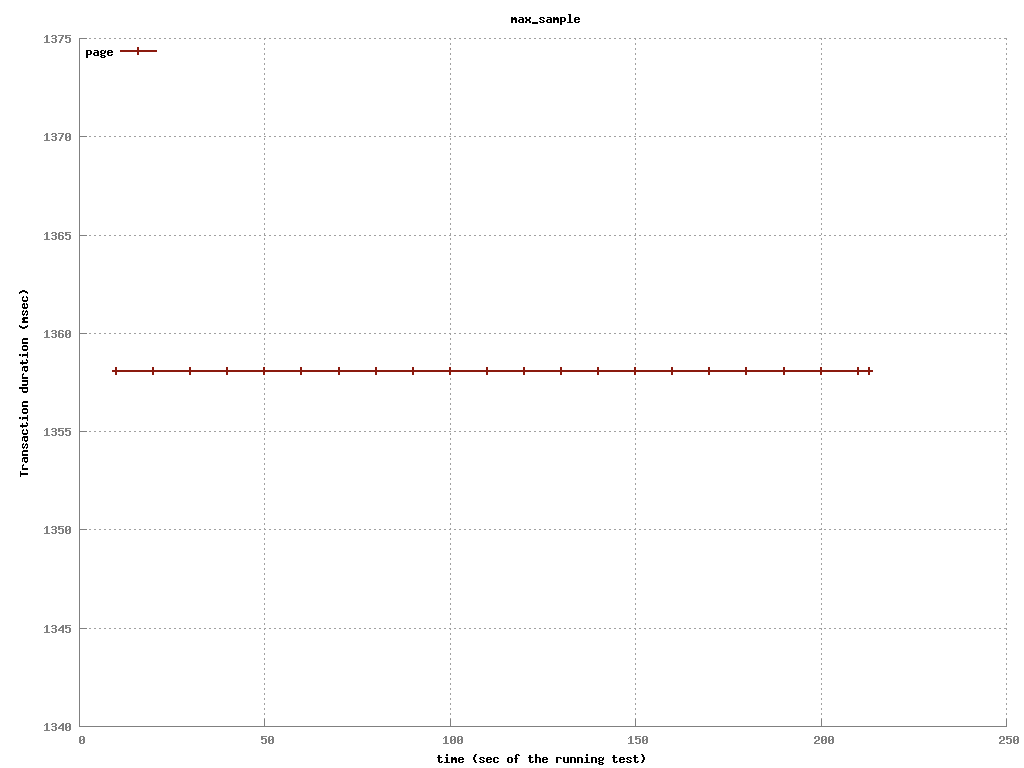 max_sample
1375
page
1370
1365
1360
1355
1350
1345
1340
Transaction duration (msec)
0 50 100 150 200 250
time (sec of the running test)